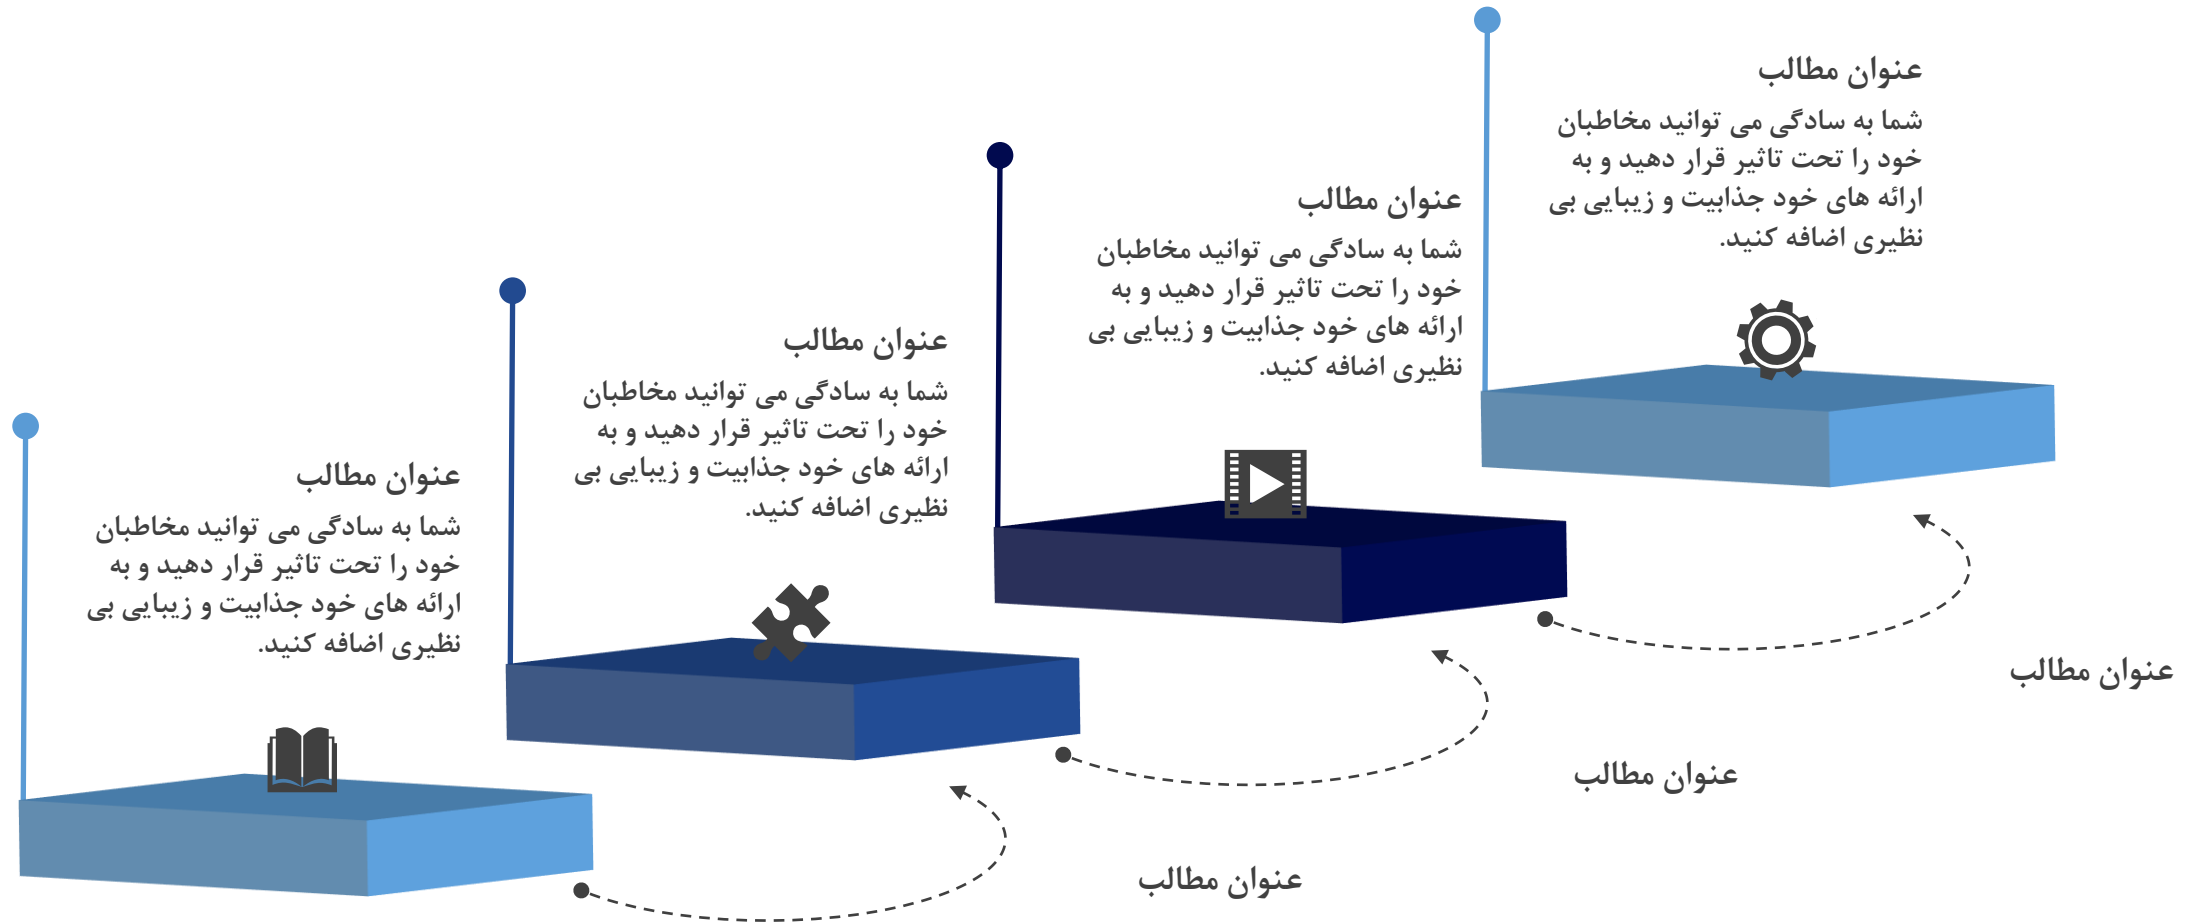 عنوان مطالب
شما به سادگی می توانید مخاطبان
خود را تحت تاثیر قرار دهید و به
ارائه های خود جذابیت و زیبایی بی
نظیری اضافه کنید.
عنوان مطالب
شما به سادگی می توانید مخاطبان
خود را تحت تاثیر قرار دهید و به
ارائه های خود جذابیت و زیبایی بی
نظیری اضافه کنید.
عنوان مطالب
شما به سادگی می توانید مخاطبان
خود را تحت تاثیر قرار دهید و به
ارائه های خود جذابیت و زیبایی بی
نظیری اضافه کنید.
عنوان مطالب
شما به سادگی می توانید مخاطبان
خود را تحت تاثیر قرار دهید و به
ارائه های خود جذابیت و زیبایی بی
نظیری اضافه کنید.
عنوان مطالب
عنوان مطالب
عنوان مطالب